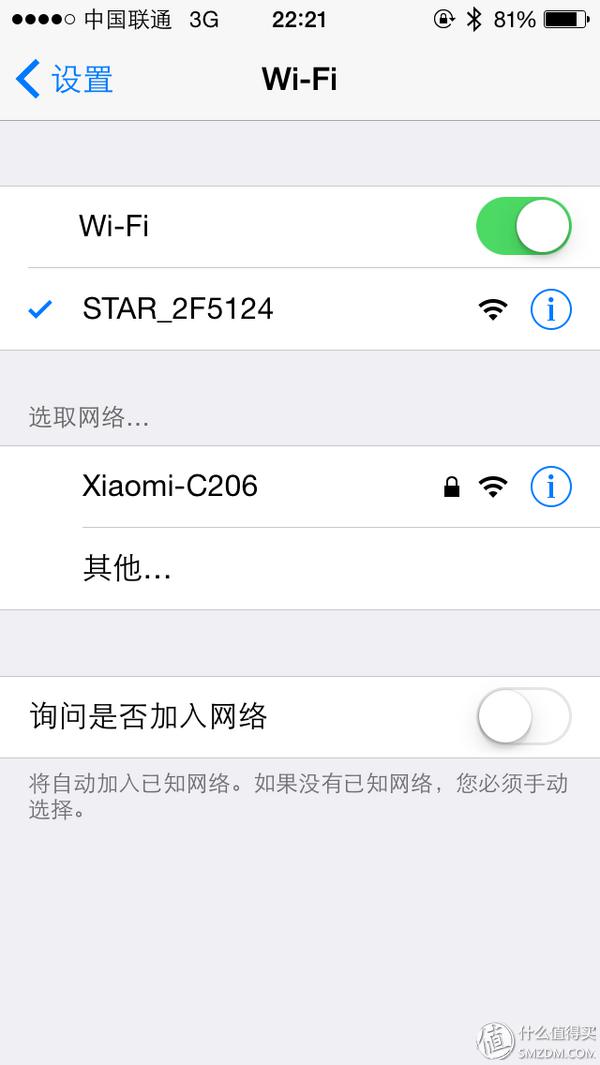 中国联通 3G 22:21 81%
设置 Wi-Fi
Wi-Fi
STAR_2F5124
选取网络...
Xiaomi-C206
其他...
询问是否加入网络
将自动加入已知网络。如果没有已知网络，您必须手动
选择。
值 什么值得买
SMZDM.COM